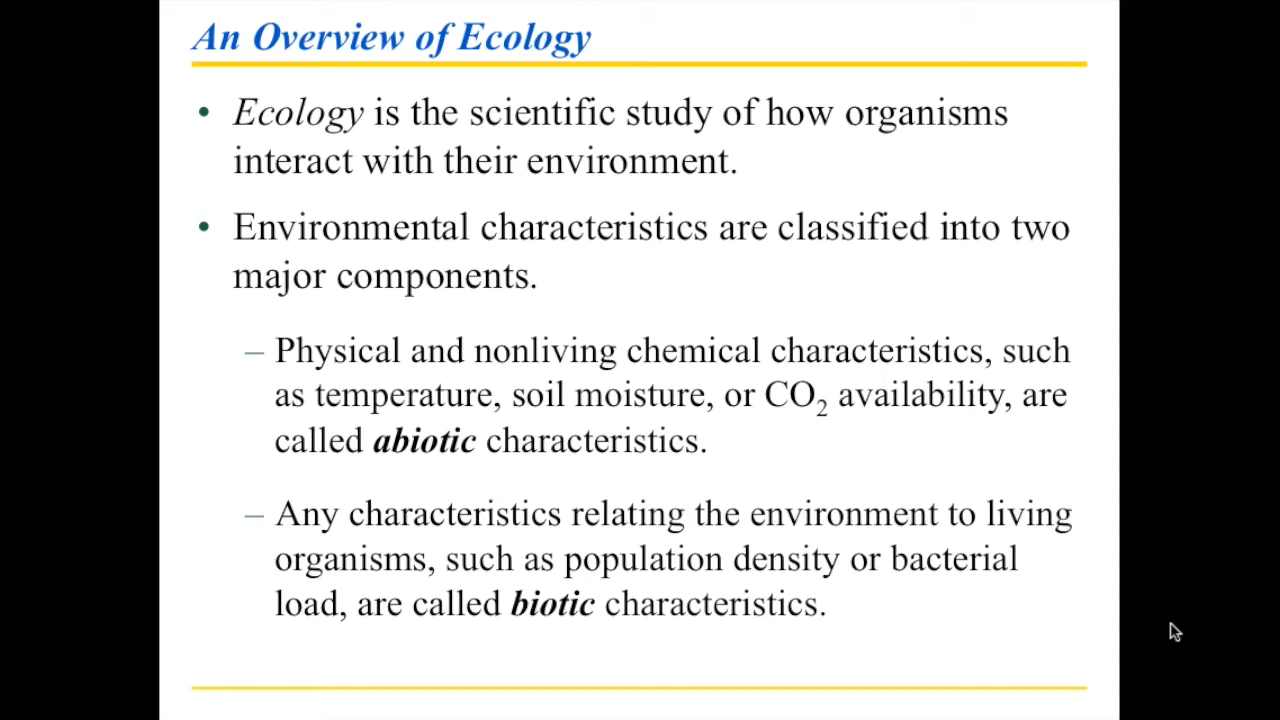 An Overview of Ecology
• Ecology is the scientific study of how organisms
interact with their environment.
• Environmental characteristics are classified into two
major components.
– Physical and nonliving chemical characteristics, such
as temperature, soil moisture, or CO₂ availability, are
called abiotic characteristics.
– Any characteristics relating the environment to living
organisms, such as population density or bacterial
load, are called biotic characteristics.